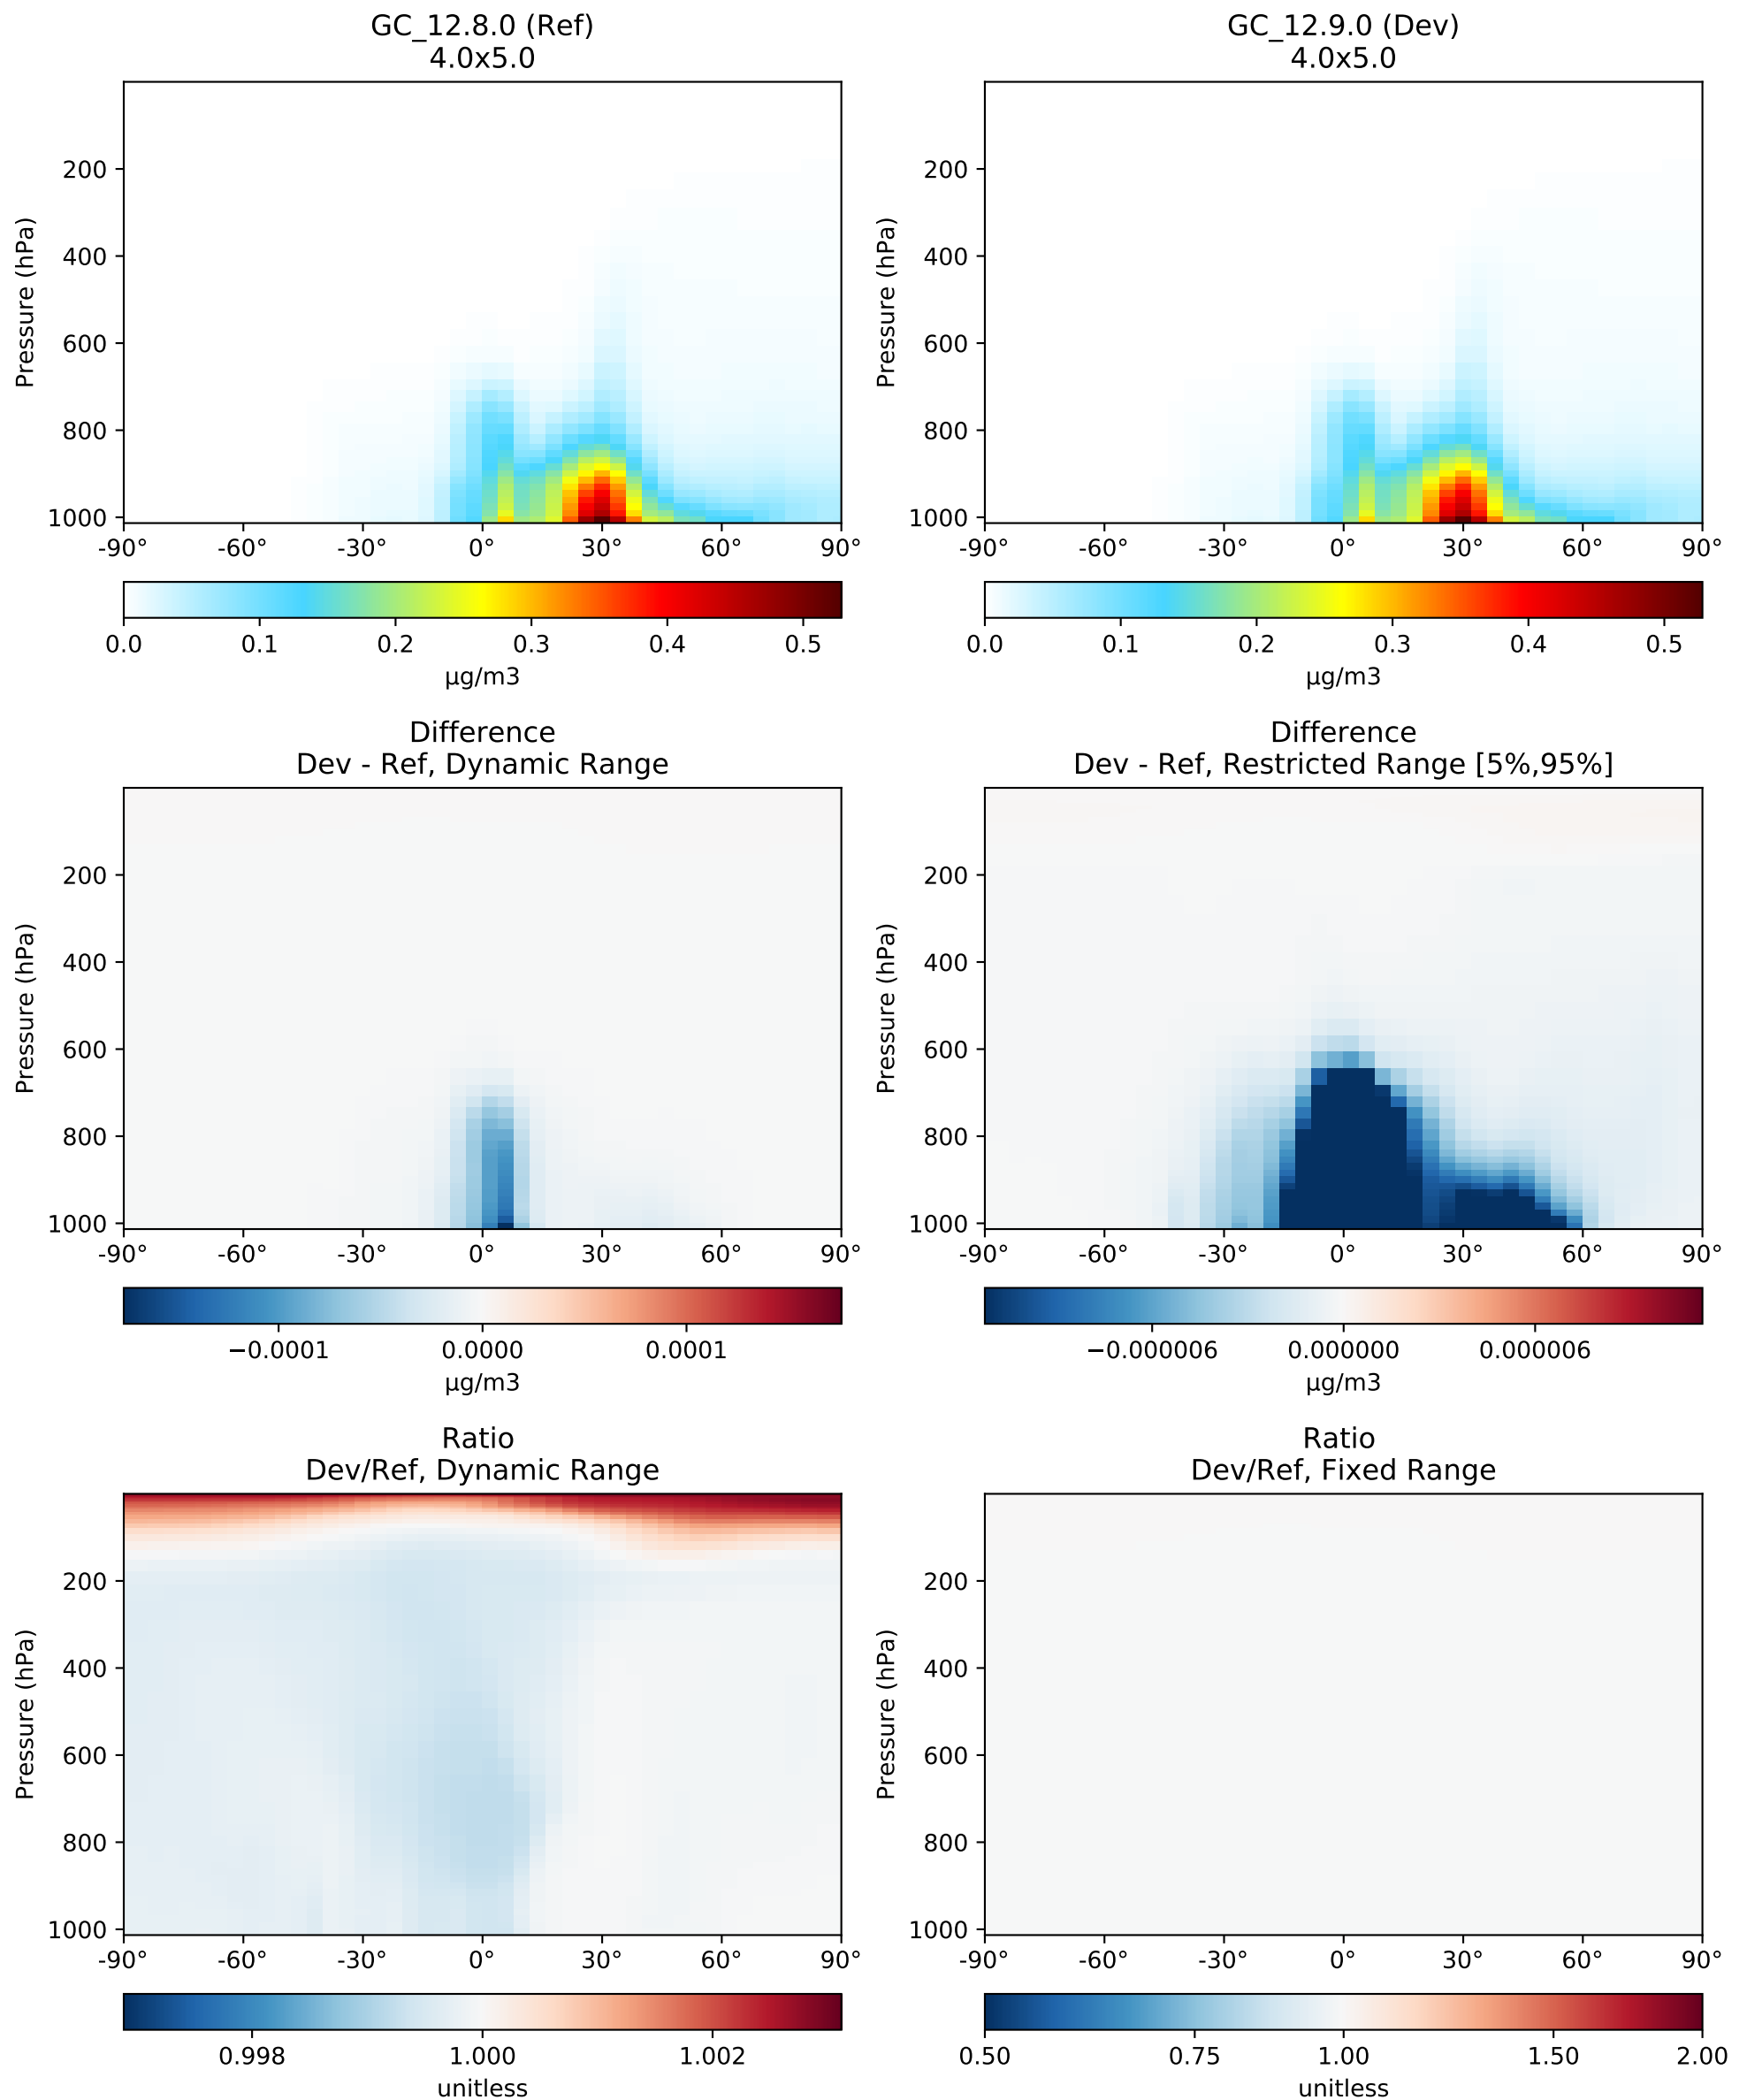 GC_12.8.0 (Ref)
4.0x5.0
Pressure (hPa)
200
400
600
800
1000
-90° -60° -30° 0° 30° 60° 90°
0.0 0.1 0.2 0.3 0.4 0.5
μg/m3
GC_12.9.0 (Dev)
4.0x5.0
Pressure (hPa)
200
400
600
800
1000
-90° -60° -30° 0° 30° 60° 90°
0.0 0.1 0.2 0.3 0.4 0.5
μg/m3
Difference
Dev - Ref, Dynamic Range
Pressure (hPa)
200
400
600
800
1000
-90° -60° -30° 0° 30° 60° 90°
−0.0001 0.0000 0.0001
μg/m3
Difference
Dev - Ref, Restricted Range [5%,95%]
Pressure (hPa)
200
400
600
800
1000
-90° -60° -30° 0° 30° 60° 90°
−0.000006 0.000000 0.000006
μg/m3
Ratio
Dev/Ref, Dynamic Range
Pressure (hPa)
200
400
600
800
1000
-90° -60° -30° 0° 30° 60° 90°
0.998 1.000 1.002
unitless
Ratio
Dev/Ref, Fixed Range
Pressure (hPa)
200
400
600
800
1000
-90° -60° -30° 0° 30° 60° 90°
0.50 0.75 1.00 1.50 2.00
unitless